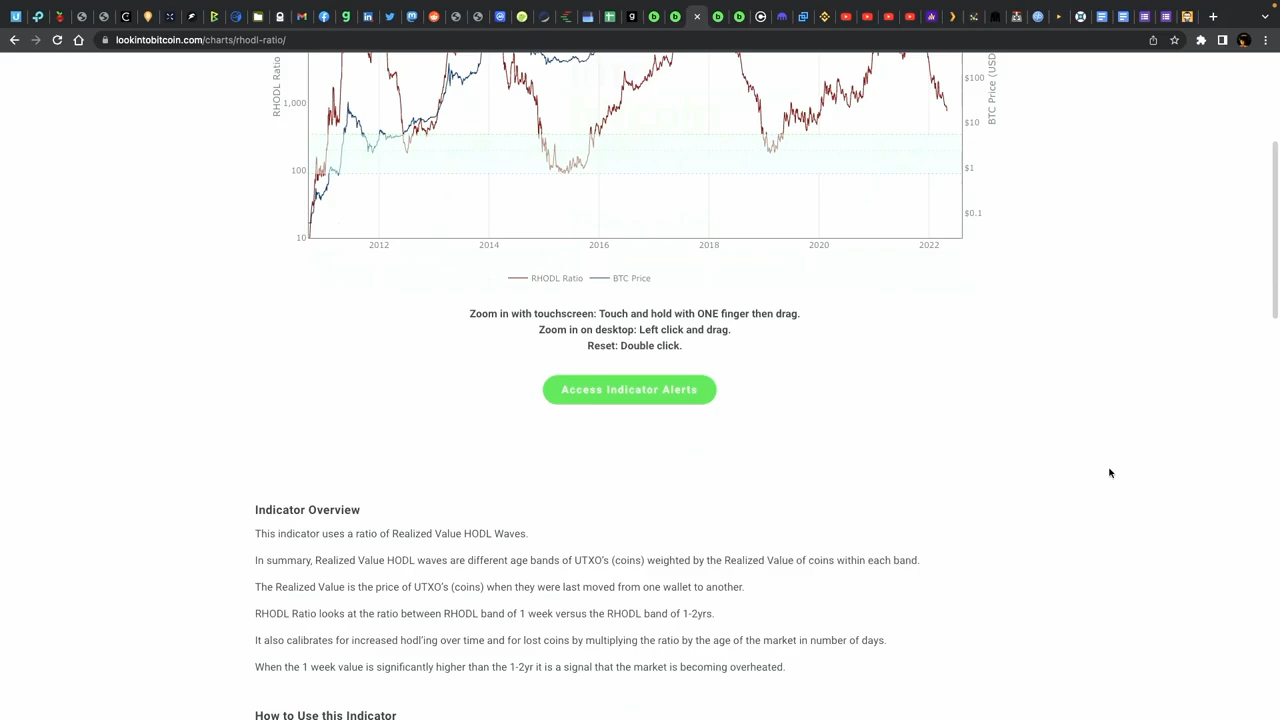 lookintobitcoin.com/charts/rhodl-ratio/
RHODL Ratio
BTC Price (USD
1,000
100
10
$100
$10
$1
$0.1
2012
2014
2016
2018
2020
2022
RHODL Ratio
BTC Price
Zoom in with touchscreen: Touch and hold with ONE finger then drag.
Zoom in on desktop: Left click and drag.
Reset: Double click.
Access Indicator Alerts
Indicator Overview
This indicator uses a ratio of Realized Value HODL Waves.
In summary, Realized Value HODL waves are different age bands of UTXO's (coins) weighted by the Realized Value of coins within each band.
The Realized Value is the price of UTXO's (coins) when they were last moved from one wallet to another.
RHODL Ratio looks at the ratio between RHODL band of 1 week versus the RHODL band of 1-2yrs.
It also calibrates for increased hodl'ing over time and for lost coins by multiplying the ratio by the age of the market in number of days.
When the 1 week value is significantly higher than the 1-2yr it is a signal that the market is becoming overheated.
How to Use this Indicator